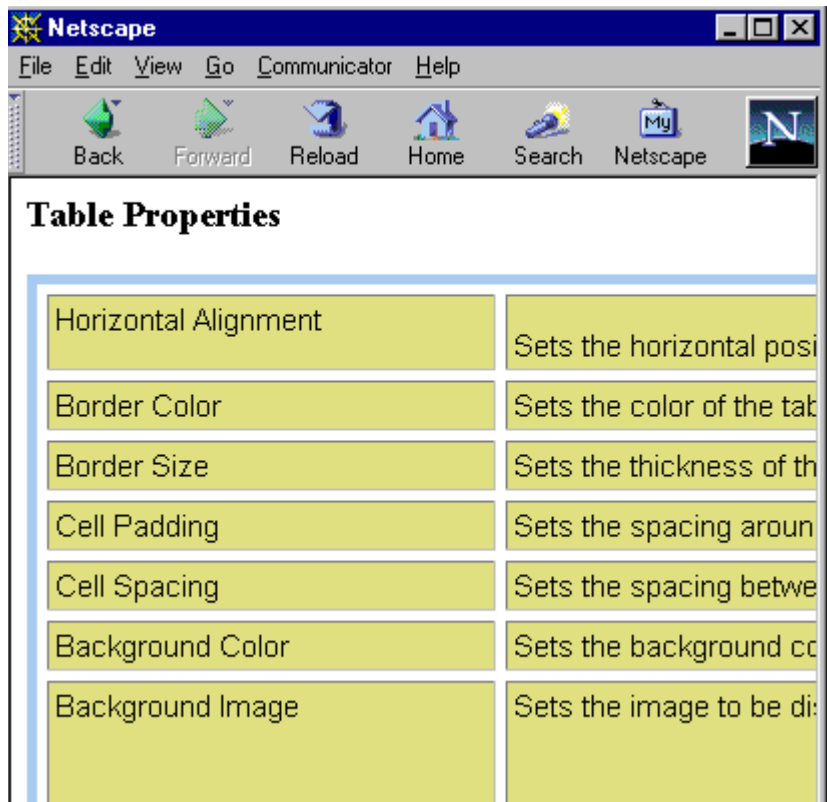 Netscape
File Edit View Go Communicator Help
My N
Back Forward Reload Home Search Netscape
Table Properties
Horizontal Alignment
Sets the horizontal posi
Border Color Sets the color of the tab
Border Size Sets the thickness of th
Cell Padding Sets the spacing aroun
Cell Spacing Sets the spacing betwe
Background Color Sets the background co
Background Image Sets the image to be dis